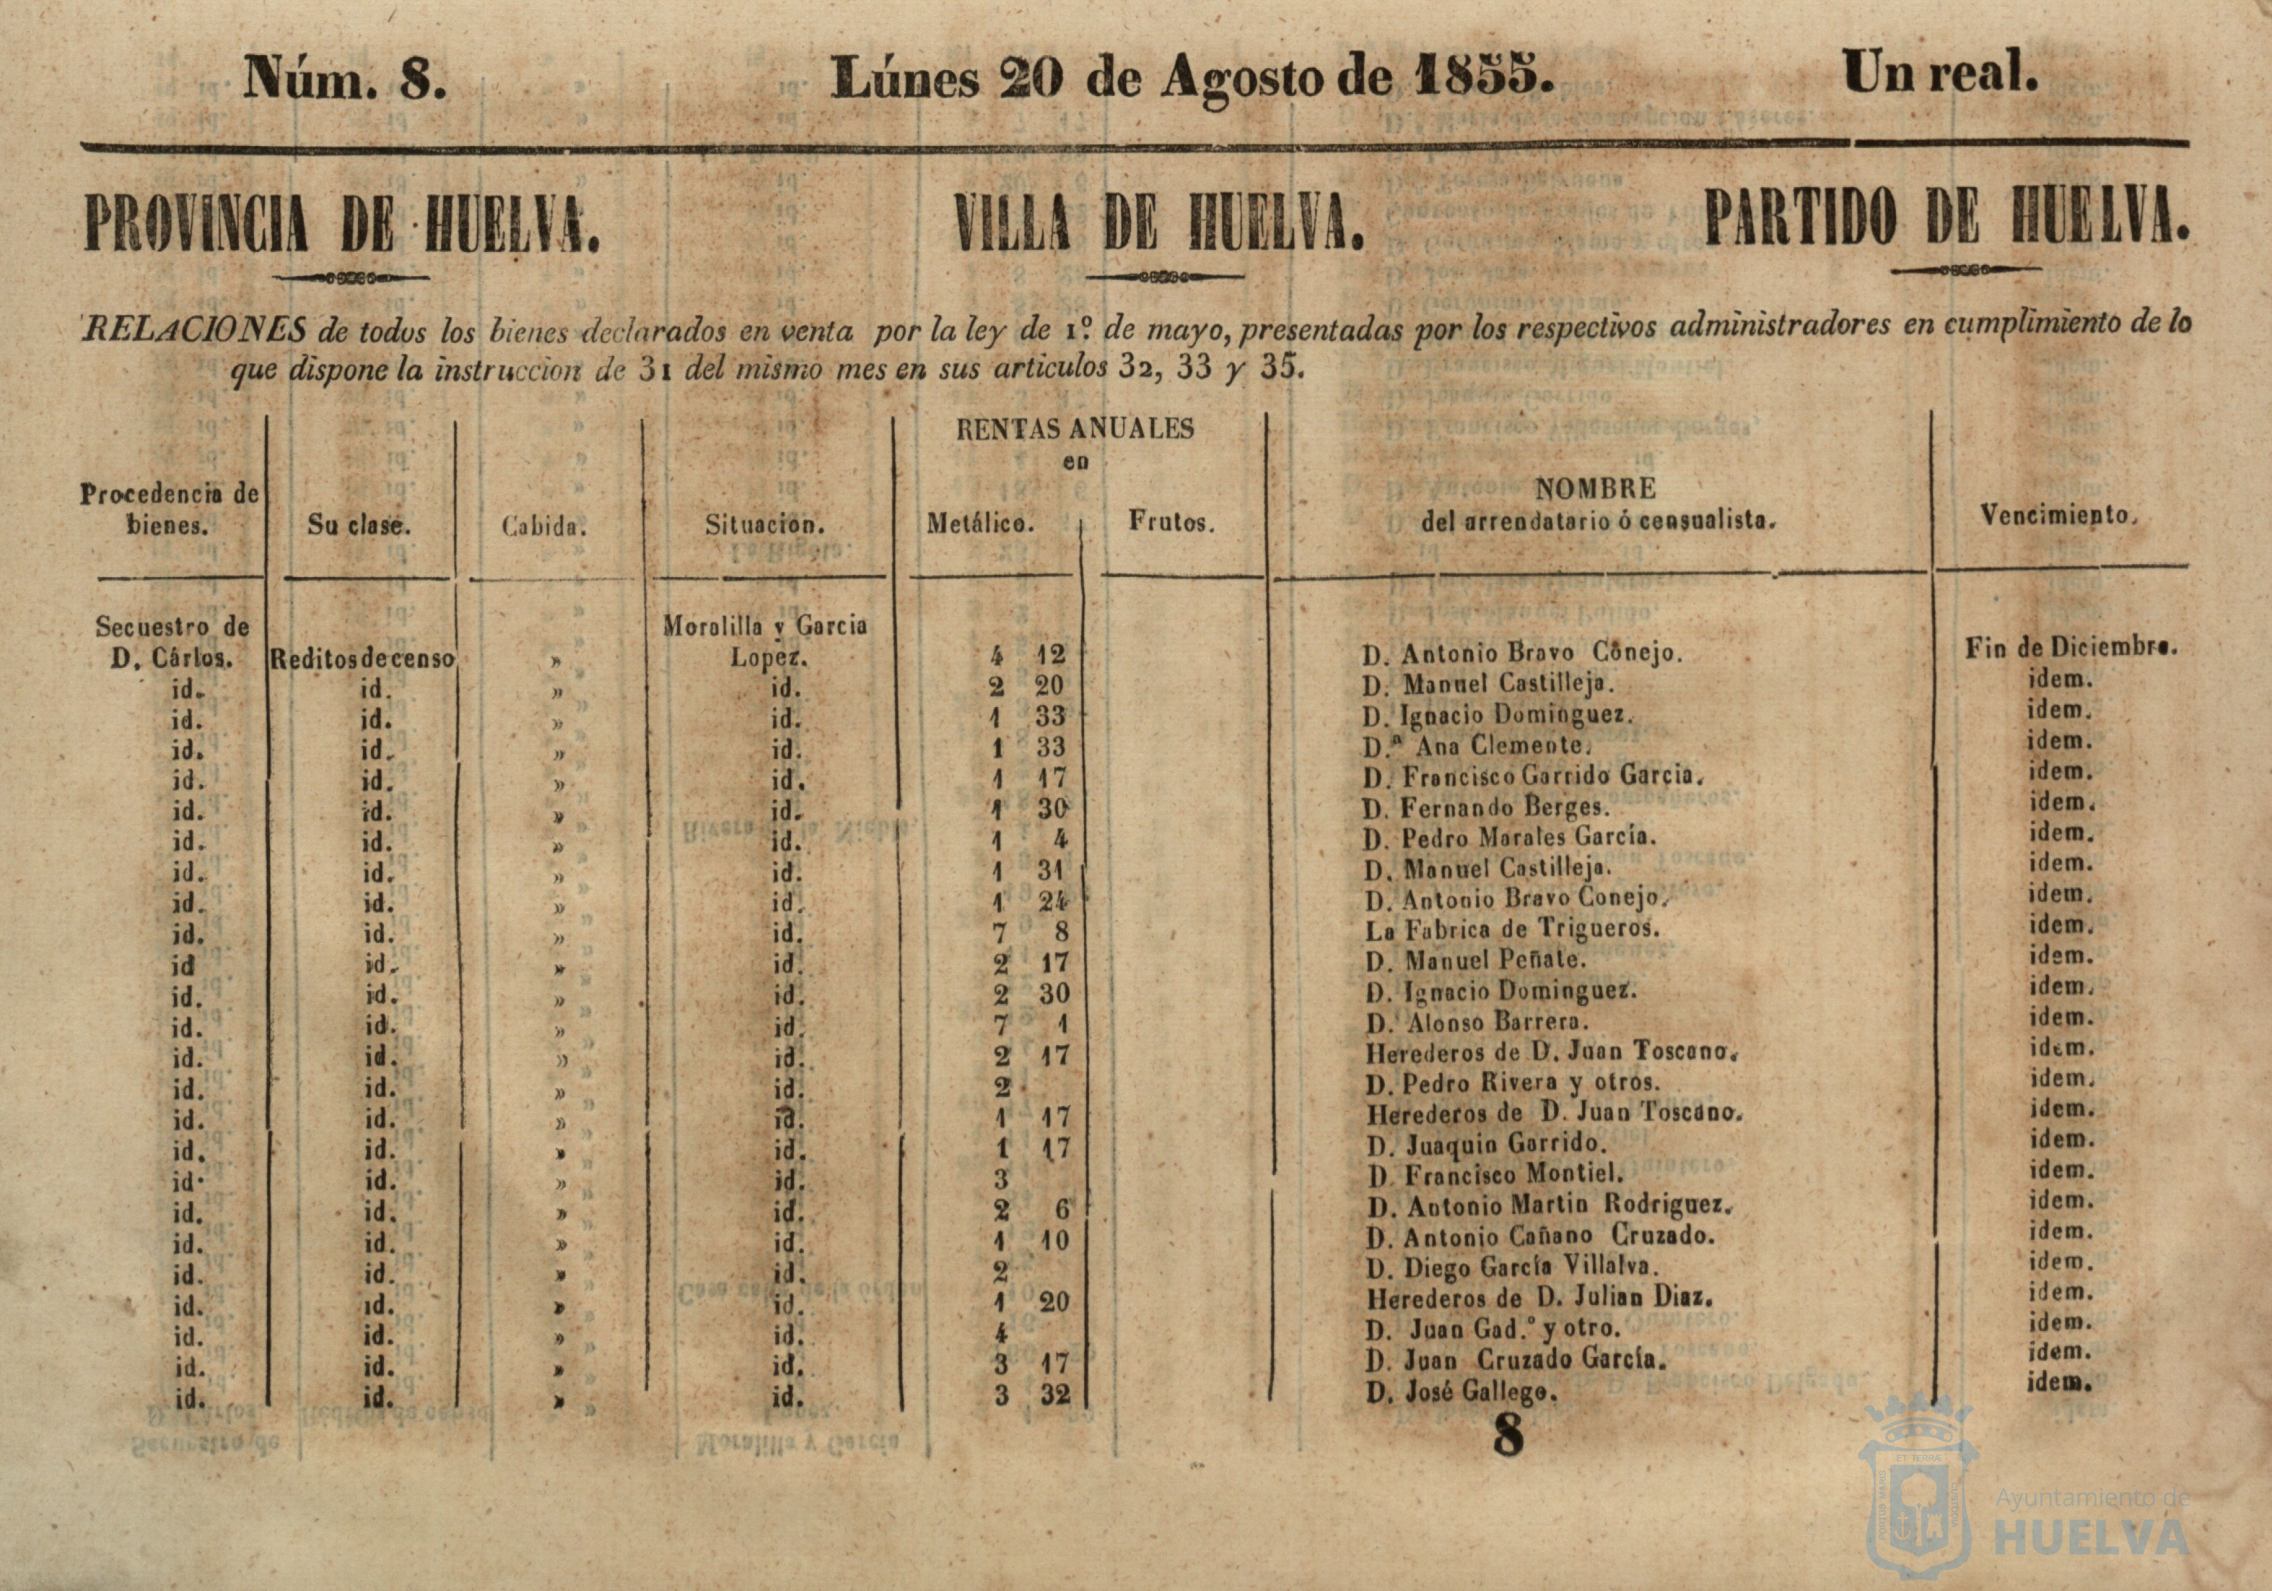 Núm. 8. Lúnes 20 de Agosto de 1855. Un real.
PROVINCIA DE HUELVA. VILLA DE HUELVA. PARTIDO DE HUELVA.
RELACIONES de todos los bienes declarados en venta por la ley de 1.º de mayo, presentadas por los respectivos administradores en cumplimiento de lo
que dispone la instruccion de 31 del mismo mes en sus articulos 32, 33 y 35.
RENTAS ANUALES
en
Procedencia de bienes. Su clase. Cabida. Situacion. Metálico. Frutos. NOMBRE del arrendatario ó censualista. Vencimiento.
Secuestro de Moralilla y Garcia
D. Cárlos. Reditos de censo » Lopez. 4 12 D. Antonio Bravo Conejo. Fin de Diciembre.
id. id. » id. 2 20 D. Manuel Castilleja. idem.
id. id. » id. 1 33 D. Ignacio Dominguez. idem.
id. id. » id. 1 33 D.ª Ana Clemente. idem.
id. id. » id. 1 17 D. Francisco Garrido Garcia. idem.
id. id. » id. 1 30 D. Fernando Berges. idem.
id. id. » id. 1 4 D. Pedro Morales García. idem.
id. id. » id. 1 31 D. Manuel Castilleja. idem.
id. id. » id. 1 24 D. Antonio Bravo Conejo. idem.
id. id. » id. 7 8 La Fabrica de Trigueros. idem.
id id. » id. 2 17 D. Manuel Peñate. idem.
id. id. » id. 2 30 D. Ignacio Dominguez. idem.
id. id. » id. 7 1 D. Alonso Barrera. idem.
id. id. » id. 2 17 Herederos de D. Juan Toscano. idem.
id. id. » id. 2 D. Pedro Rivera y otros. idem.
id. id. » id. 1 17 Herederos de D. Juan Toscano. idem.
id. id. » id. 1 17 D. Juaquin Garrido. idem.
id. id. » id. 3 D. Francisco Montiel. idem.
id. id. » id. 2 6 D. Antonio Martin Rodriguez. idem.
id. id. » id. 1 10 D. Antonio Cañano Cruzado. idem.
id. id. » id. 2 D. Diego García Villalva. idem.
id. id. » id. 1 20 Herederos de D. Julian Diaz. idem.
id. id. » id. 4 D. Juan Gad.º y otro. idem.
id. id. » id. 3 17 D. Juan Cruzado García. idem.
id. id. » id. 3 32 D. José Gallego. idem.
8
Ayuntamiento de
HUELVA